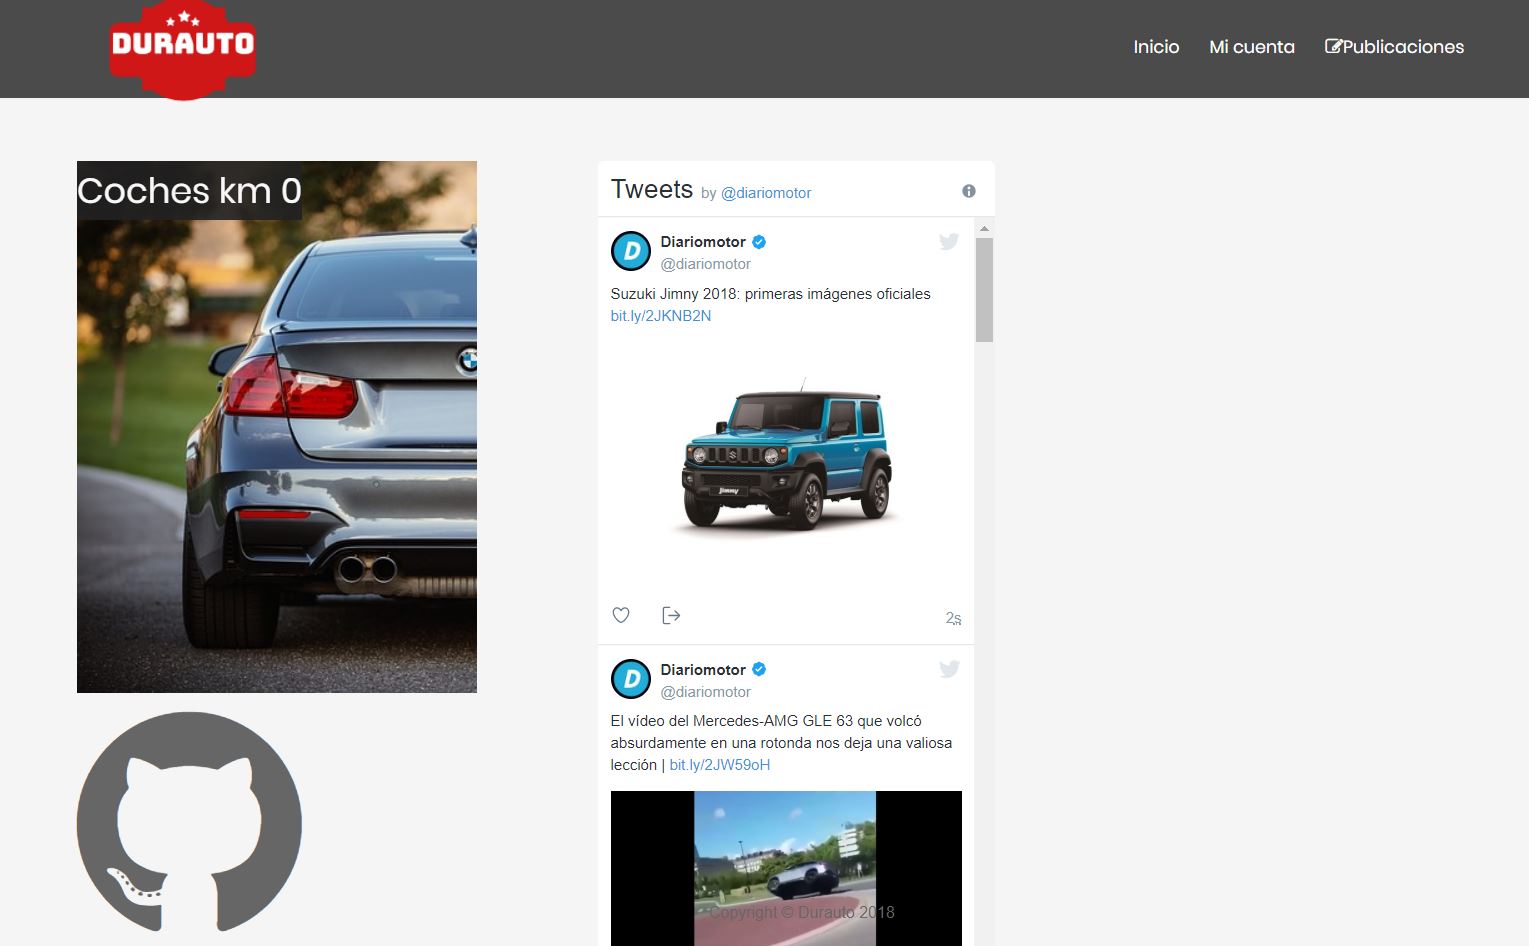 DURAUTO
Inicio
Mi cuenta
Publicaciones
Coches km 0
Tweets by @diariomotor
Diariomotor
@diariomotor
Suzuki Jimny 2018: primeras imágenes oficiales
bit.ly/2JKNB2N
Jimny
2s
Diariomotor
@diariomotor
El vídeo del Mercedes-AMG GLE 63 que volcó
absurdamente en una rotonda nos deja una valiosa
lección | bit.ly/2JW59oH
Copyright © Durauto 2018